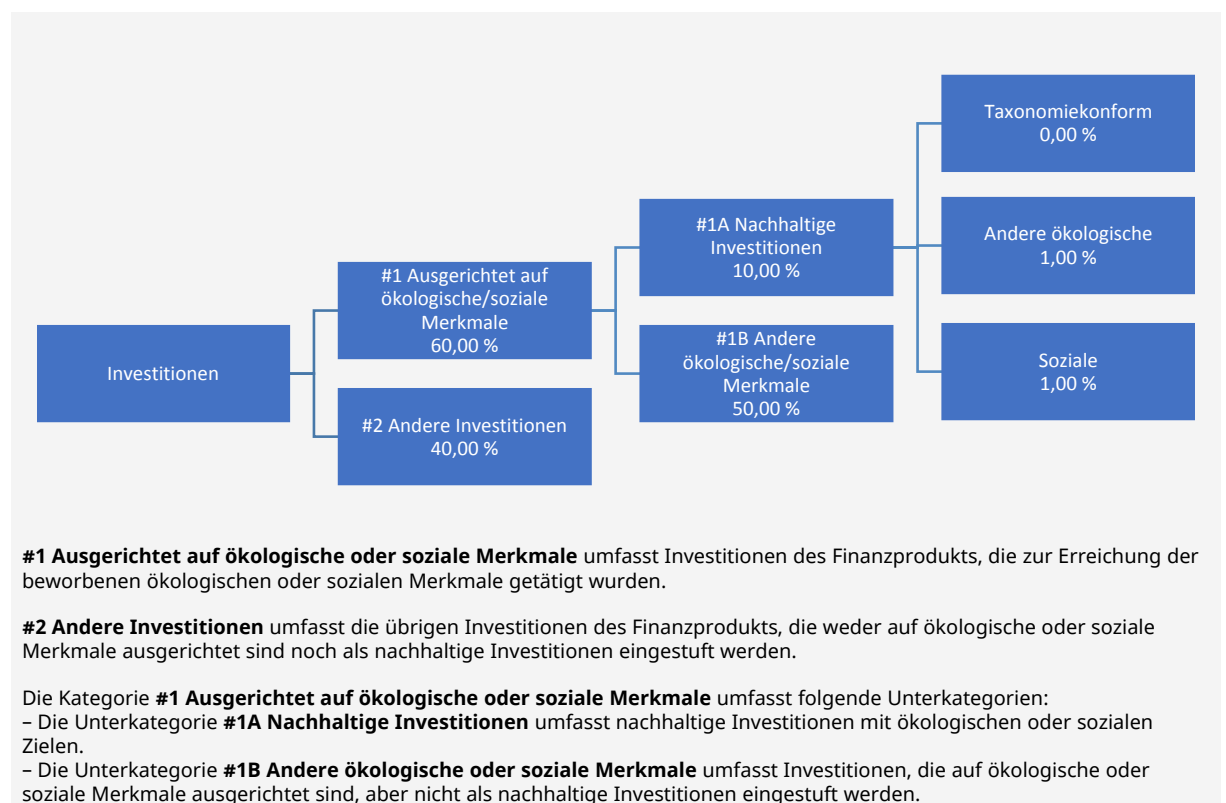 Investitionen
#1 Ausgerichtet auf
ökologische/soziale
Merkmale
60,00 %
#2 Andere Investitionen
40,00 %
#1A Nachhaltige
Investitionen
10,00 %
#1B Andere
ökologische/soziale
Merkmale
50,00 %
Taxonomiekonform
0,00 %
Andere ökologische
1,00 %
Soziale
1,00 %
#1 Ausgerichtet auf ökologische oder soziale Merkmale umfasst Investitionen des Finanzprodukts, die zur Erreichung der
beworbenen ökologischen oder sozialen Merkmale getätigt wurden.
#2 Andere Investitionen umfasst die übrigen Investitionen des Finanzprodukts, die weder auf ökologische oder soziale
Merkmale ausgerichtet sind noch als nachhaltige Investitionen eingestuft werden.
Die Kategorie #1 Ausgerichtet auf ökologische oder soziale Merkmale umfasst folgende Unterkategorien:
– Die Unterkategorie #1A Nachhaltige Investitionen umfasst nachhaltige Investitionen mit ökologischen oder sozialen
Zielen.
– Die Unterkategorie #1B Andere ökologische oder soziale Merkmale umfasst Investitionen, die auf ökologische oder
soziale Merkmale ausgerichtet sind, aber nicht als nachhaltige Investitionen eingestuft werden.